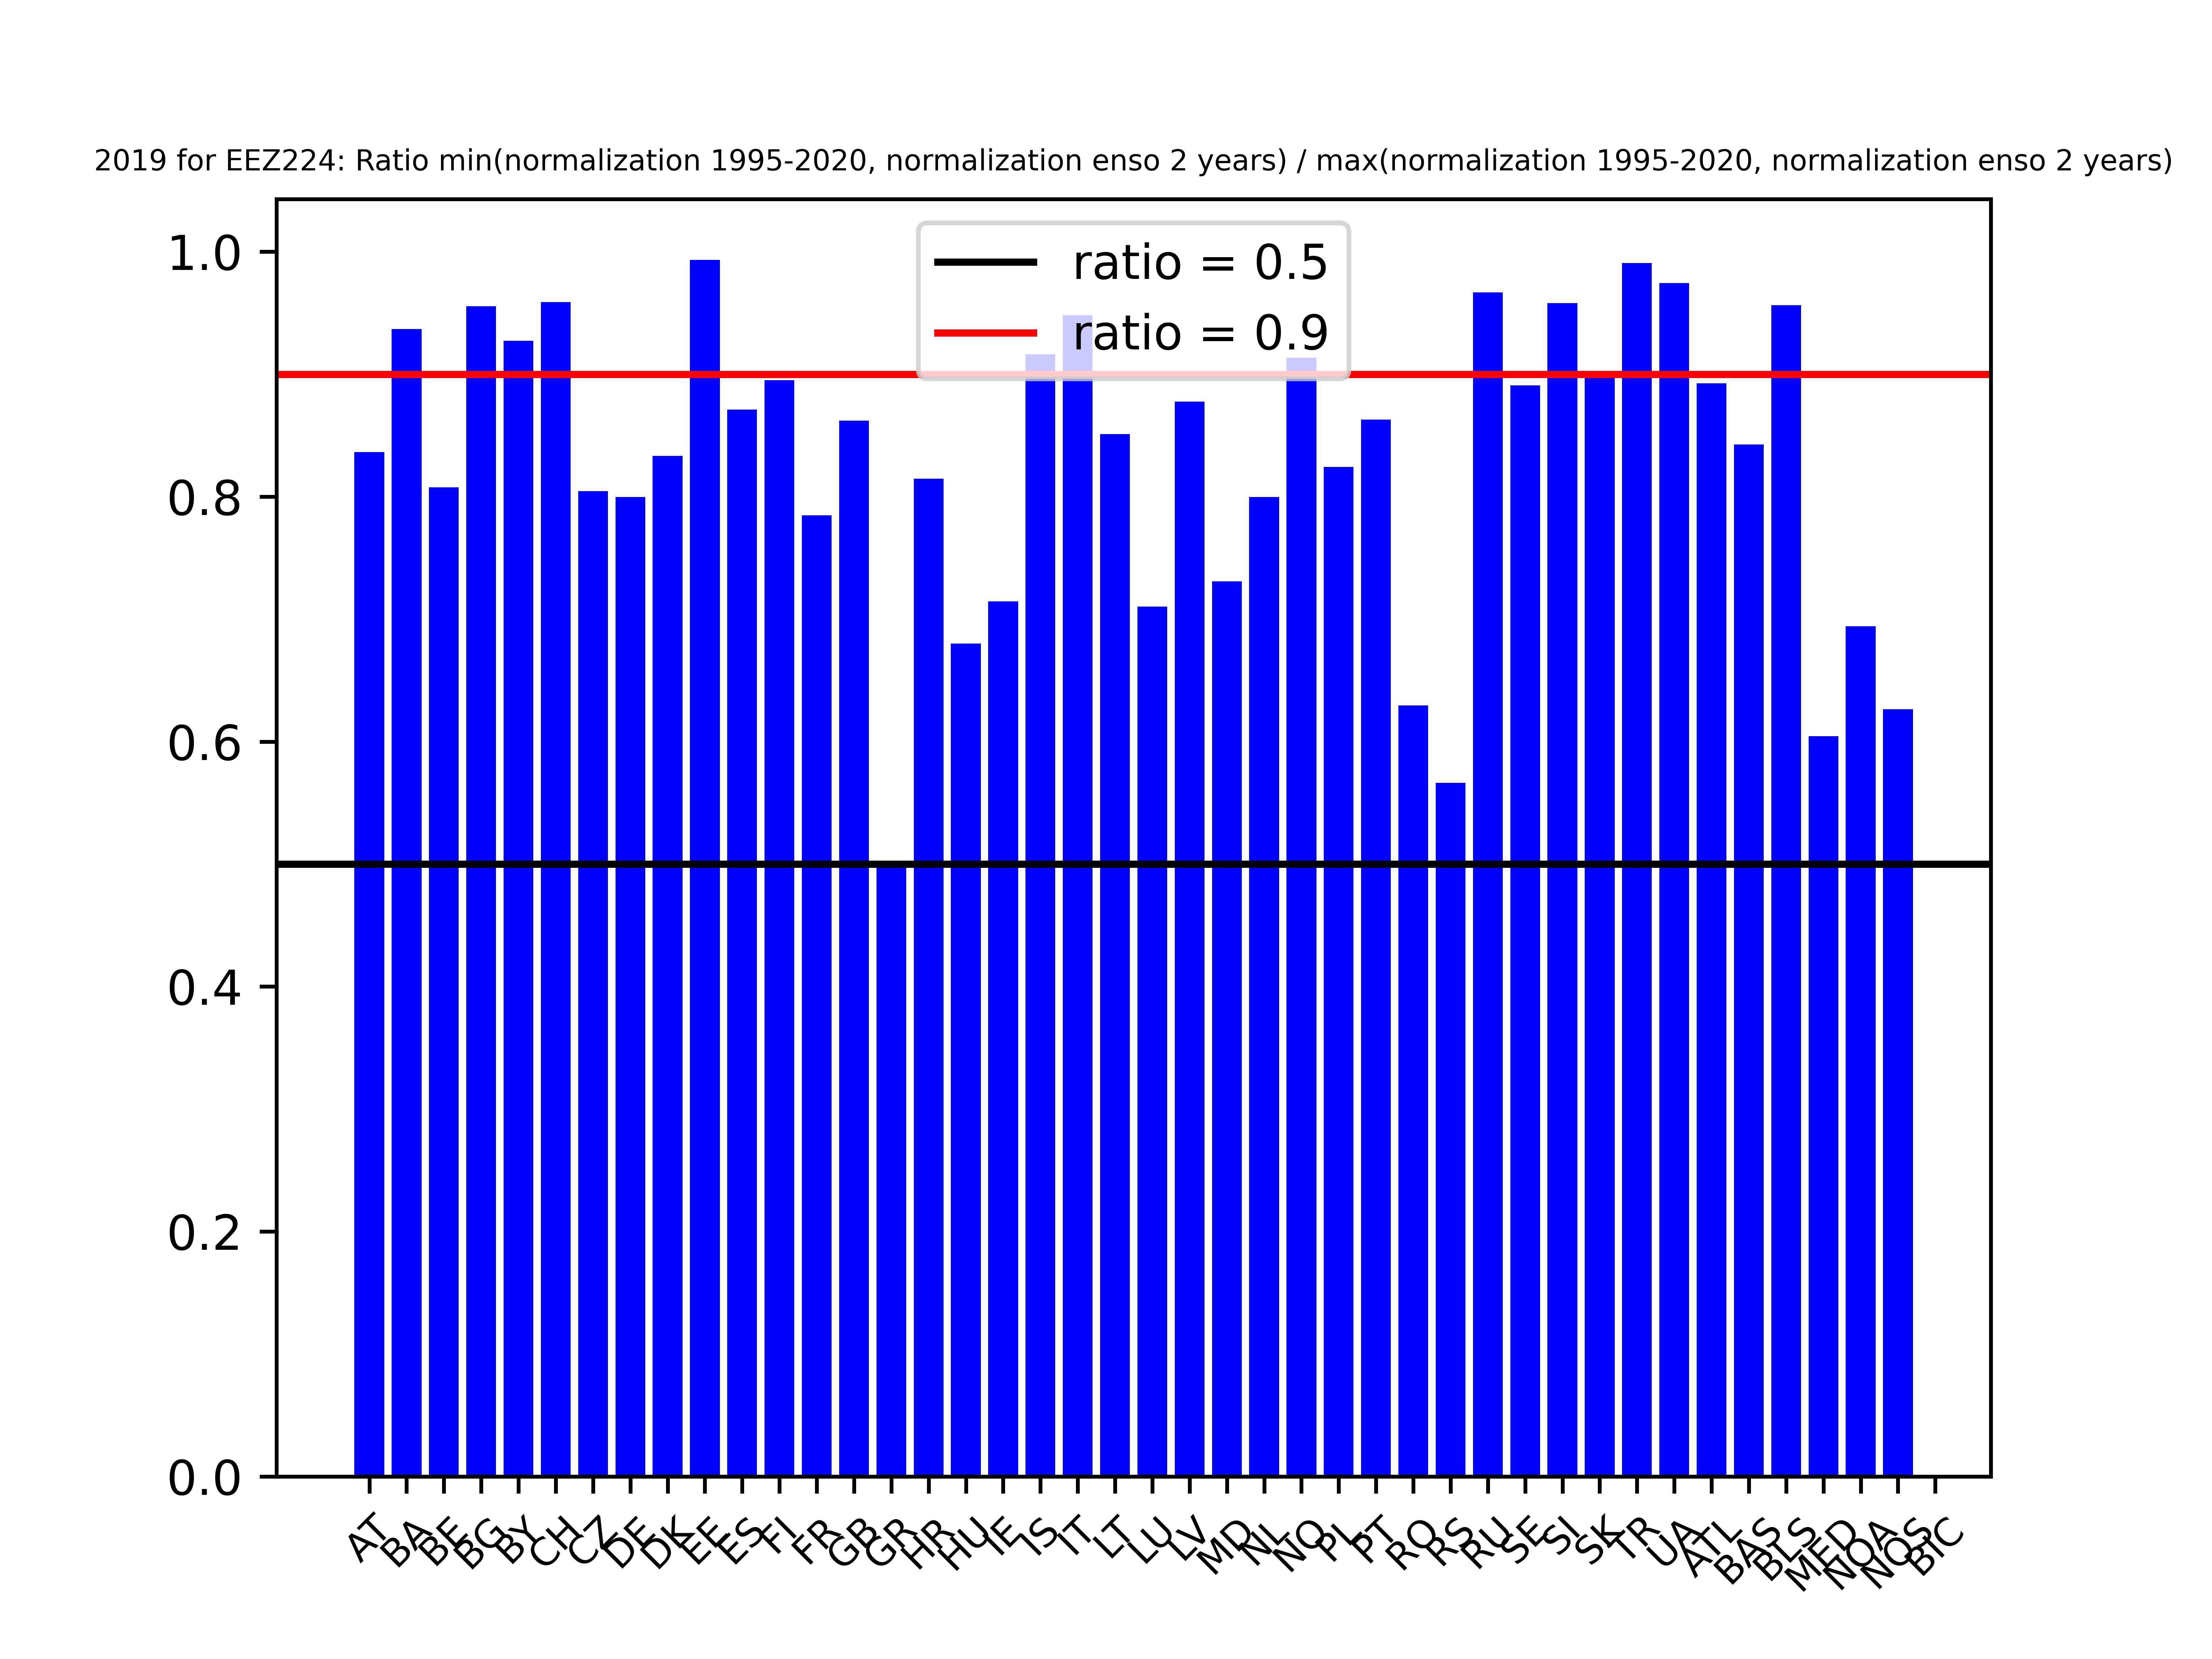 2019 for EEZ224: Ratio min(normalization 1995-2020, normalization enso 2 years) / max(normalization 1995-2020, normalization enso 2 years)
ratio = 0.5
ratio = 0.9
1.0
0.8
0.6
0.4
0.2
0.0
AT BA BE BG BY CH CZ DE DK EE ES FI FR GB GR HR HU IE IS IT LT LU LV MD NL NO PL PT RO RS RU SE SI SK TR UA ATL BAS BLS MED NOA NOS BIC